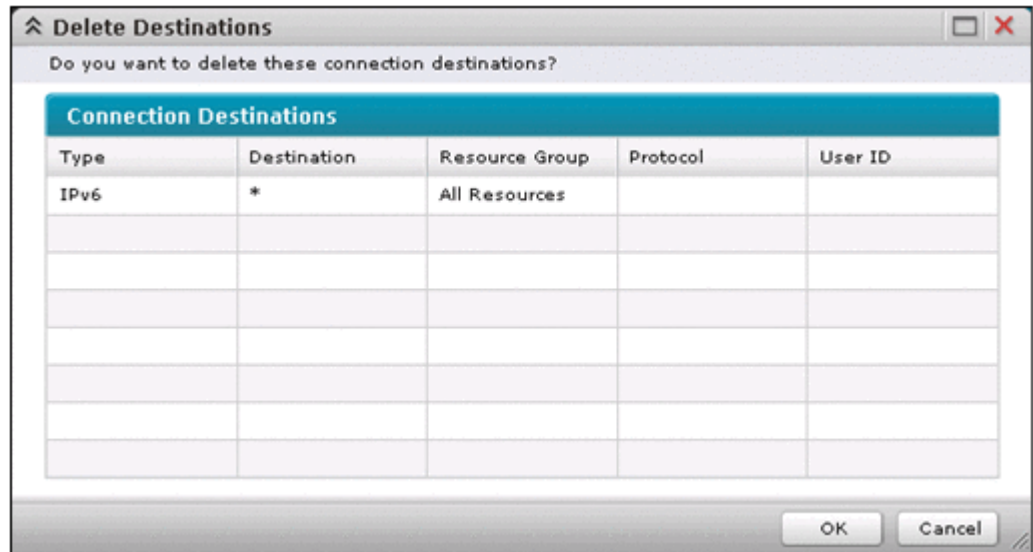 Delete Destinations
Do you want to delete these connection destinations?
Connection Destinations
Type Destination Resource Group Protocol User ID
IPv6 * All Resources
OK Cancel